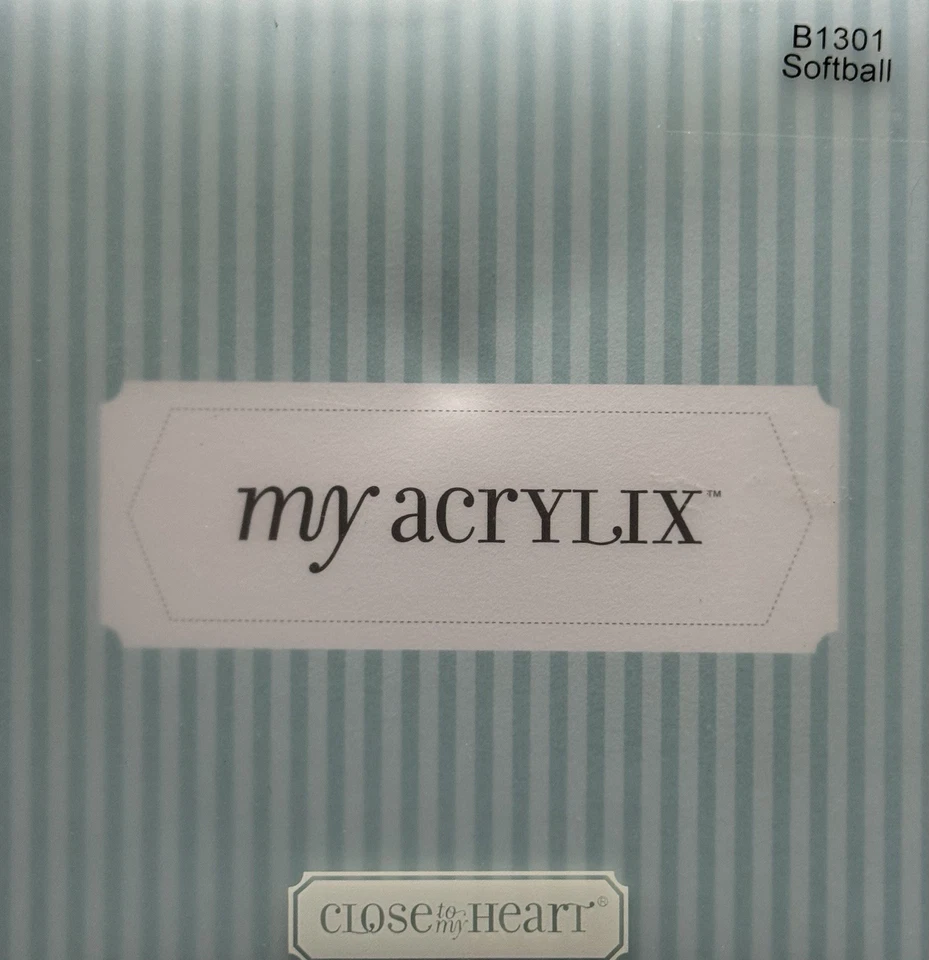 B1301
Softball
my acrylix™
close to my Heart®